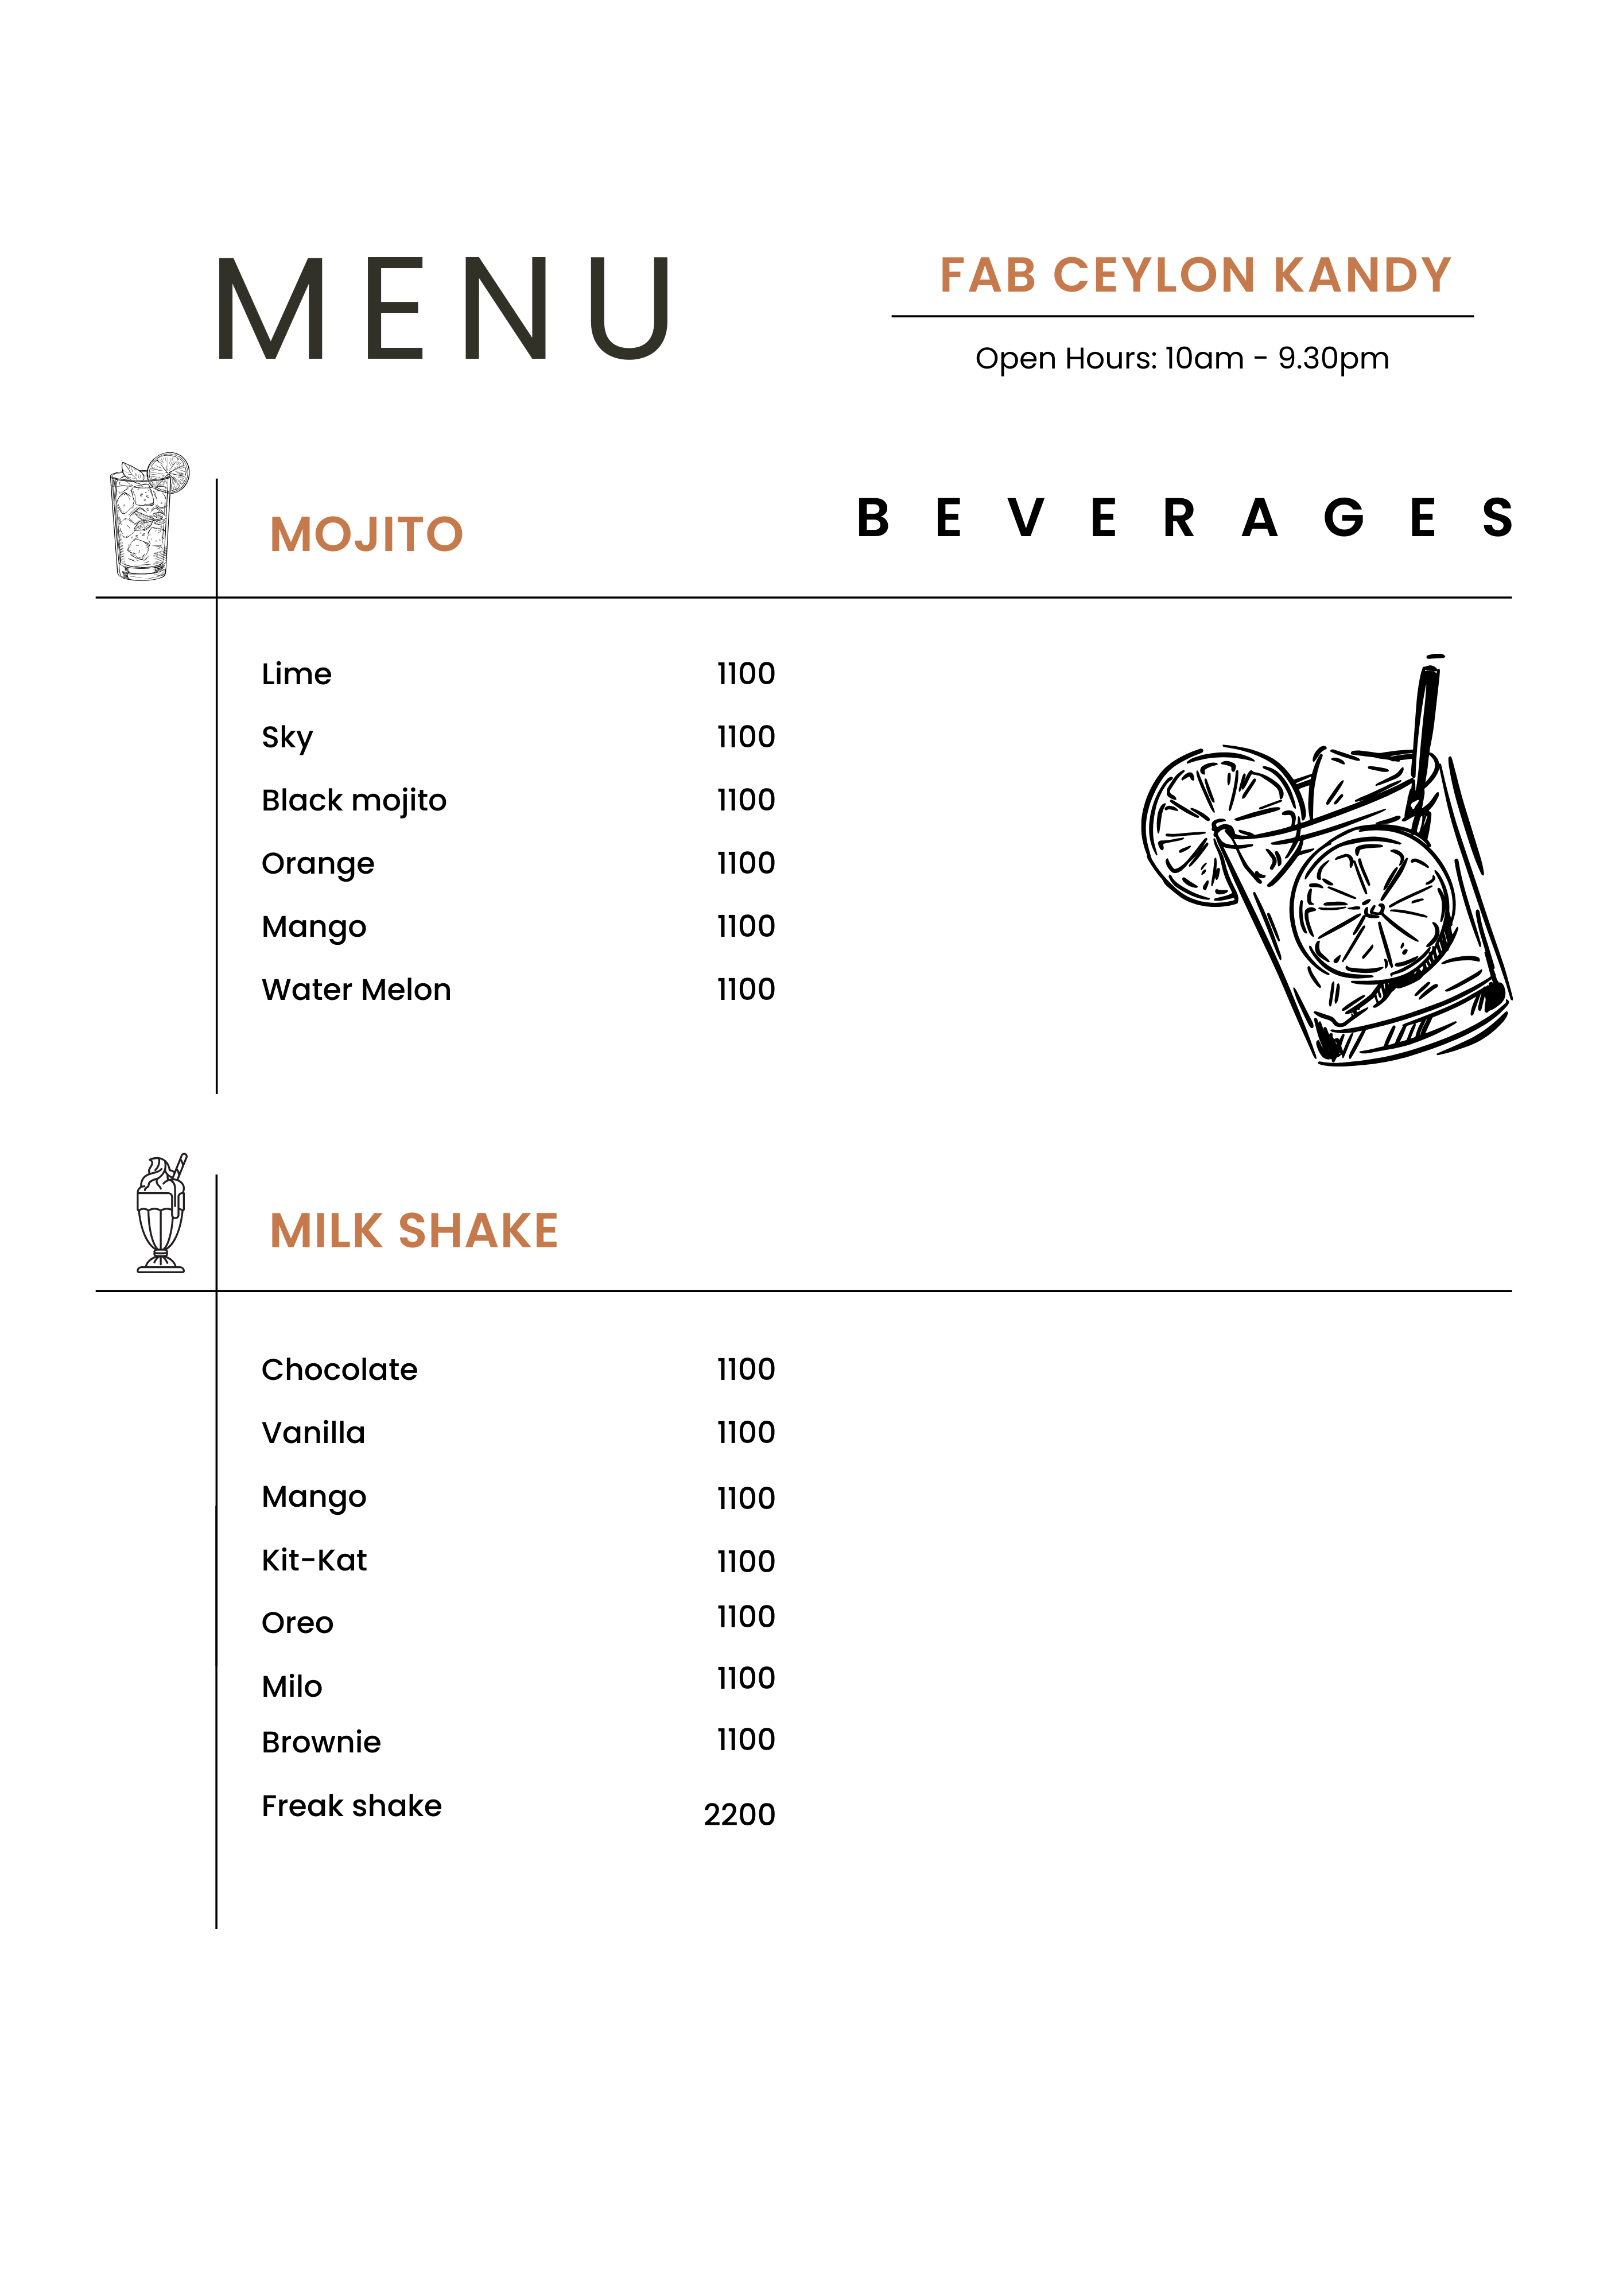 MENU
FAB CEYLON KANDY
Open Hours: 10am - 9.30pm
MOJITO
BEVERAGES
Lime 1100
Sky 1100
Black mojito 1100
Orange 1100
Mango 1100
Water Melon 1100
MILK SHAKE
Chocolate 1100
Vanilla 1100
Mango 1100
Kit-Kat 1100
Oreo 1100
Milo 1100
Brownie 1100
Freak shake 2200